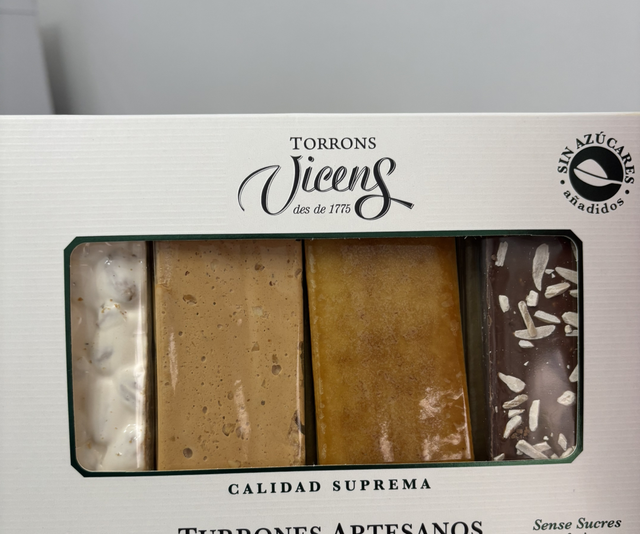 TORRONS
Vicens
des de 1775
SIN AZÚCARES
añadidos
CALIDAD SUPREMA
TURRONES ARTESANOS
Sense Sucres